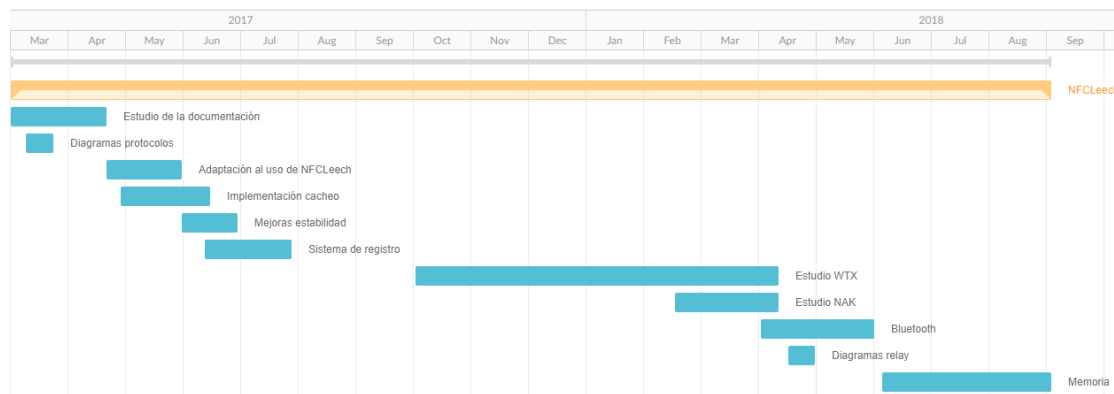 2017 2018
Mar Apr May Jun Jul Aug Sep Oct Nov Dec Jan Feb Mar Apr May Jun Jul Aug Sep
NFCLeech
Estudio de la documentación
Diagramas protocolos
Adaptación al uso de NFCLeech
Implementación cacheo
Mejoras estabilidad
Sistema de registro
Estudio WTX
Estudio NAK
Bluetooth
Diagramas relay
Memoria